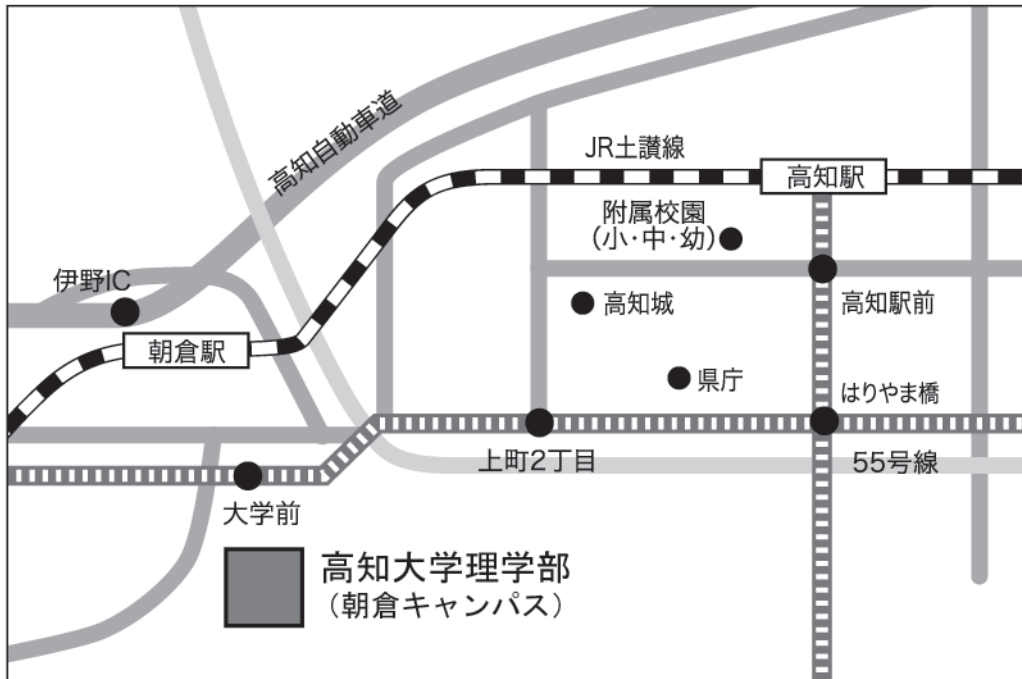 高知自動車道
JR土讃線
高知駅
附属校園
(小・中・幼)
伊野IC
高知城
高知駅前
朝倉駅
県庁
はりやま橋
上町2丁目
55号線
大学前
高知大学理学部
(朝倉キャンパス)